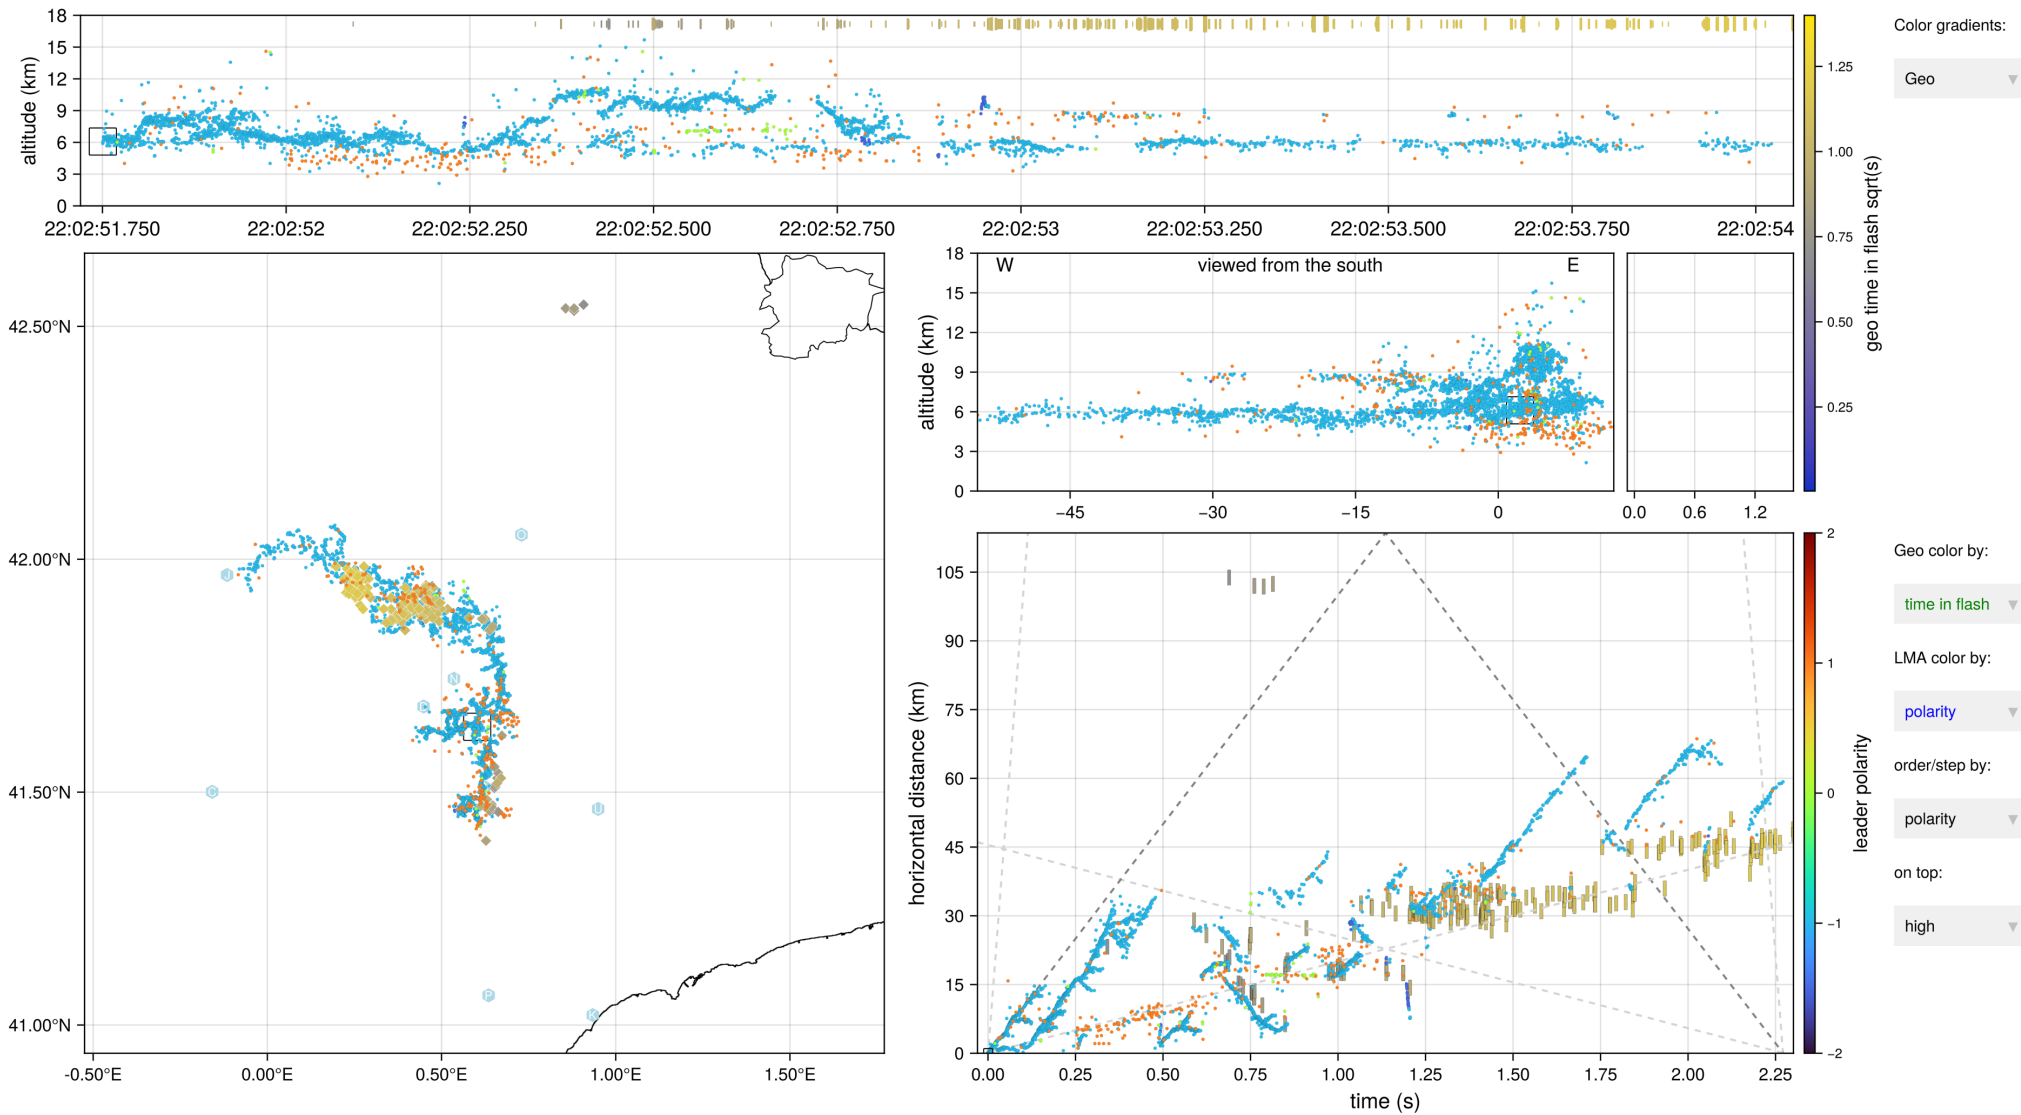 18
15
12
9
6
3
0
altitude (km)
22:02:51.750
22:02:52
22:02:52.250
22:02:52.500
22:02:52.750
22:02:53
22:02:53.250
22:02:53.500
22:02:53.750
22:02:54
1.25
1.00
0.75
0.50
0.25
geo time in flash sqrt(s)
Color gradients:
Geo ▼
42.50°N
42.00°N
41.50°N
41.00°N
-0.50°E
0.00°E
0.50°E
1.00°E
1.50°E
O
J
N
C
U
P
K
W
viewed from the south
E
18
15
12
9
6
3
0
altitude (km)
−45
−30
−15
0
0.0
0.6
1.2
105
90
75
60
45
30
15
0
horizontal distance (km)
0.00
0.25
0.50
0.75
1.00
1.25
1.50
1.75
2.00
2.25
time (s)
2
1
0
−1
−2
leader polarity
Geo color by:
time in flash ▼
LMA color by:
polarity ▼
order/step by:
polarity ▼
on top:
high ▼